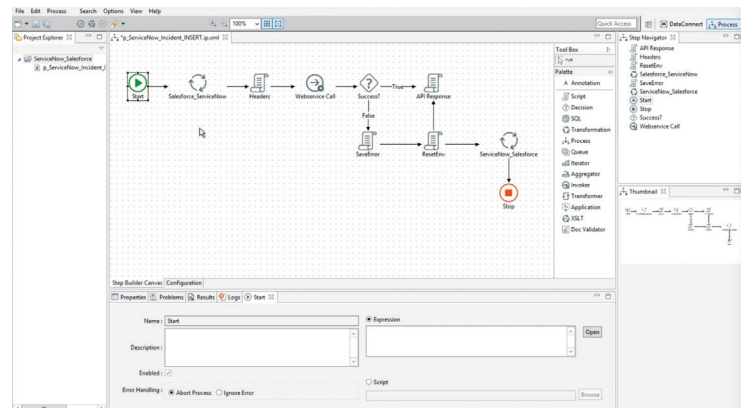 File Edit Process Search Options View Help
100%
Quick Access
DataConnect
Process
Project Explorer
ServiceNow_Salesforce
p_ServiceNow_Incident_I
*p_ServiceNow_Incident_INSERT.ip.xml
Start
Salesforce_ServiceNow
Headers
Webservice Call
Success?
True
API Response
False
SaveError
ResetEnv
ServiceNow_Salesforce
Stop
Tool Box
Palette
Annotation
Script
Decision
SQL
Transformation
Process
Queue
Iterator
Aggregator
Invoker
Transformer
Application
XSLT
Doc Validator
Step Navigator
API Response
Headers
ResetEnv
Salesforce_ServiceNow
SaveError
ServiceNow_Salesforce
Start
Stop
Success?
Webservice Call
Thumbnail
Step Builder Canvas Configuration
Properties Problems Results Logs Start
Name: Start
Description:
Enabled:
Error Handling: Abort Process Ignore Error
Expression
Open
Script
Browse